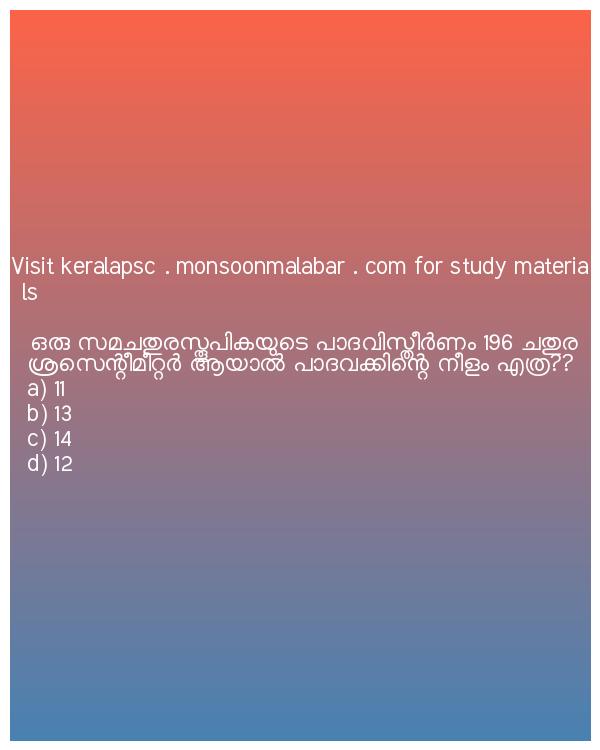 Visit keralapsc . monsoonmalabar . com for study materia
ls
ഒരു സമചതുരസ്തൂപികയുടെ പാദവിസ്തീർണം 196 ചതുര
ശ്രസെന്റീമീറ്റർ ആയാൽ പാദവക്കിന്റെ നീളം എത്ര??
a) 11
b) 13
c) 14
d) 12